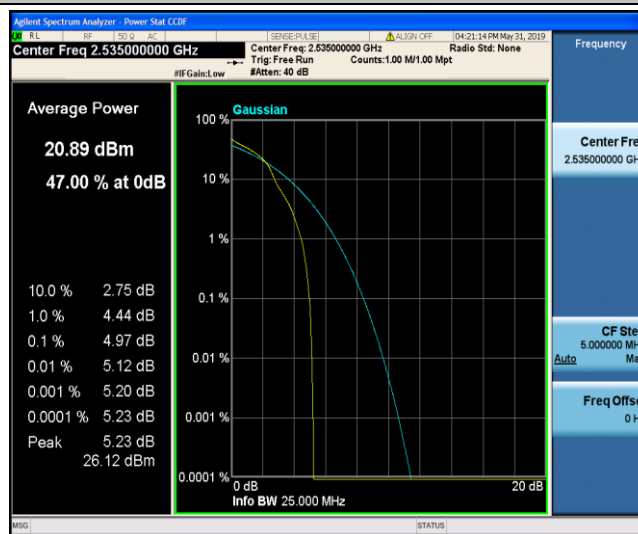 Agilent Spectrum Analyzer - Power Stat CCDF
RL RF 50 Ω AC SENSE:PULSE ALIGN OFF 04:21:14 PM May 31, 2019
Center Freq 2.535000000 GHz
Center Freq: 2.535000000 GHz Radio Std: None
Trig: Free Run Counts:1.00 M/1.00 Mpt
#IFGain:Low #Atten: 40 dB
Frequency
Average Power
20.89 dBm
47.00 % at 0dB
10.0 % 2.75 dB
1.0 % 4.44 dB
0.1 % 4.97 dB
0.01 % 5.12 dB
0.001 % 5.20 dB
0.0001 % 5.23 dB
Peak 5.23 dB
26.12 dBm
Gaussian
100 %
10 %
1 %
0.1 %
0.01 %
0.001 %
0.0001 %
0 dB 20 dB
Info BW 25.000 MHz
Center Fre
2.535000000 GH
CF Ste
5.000000 MH
Auto Ma
Freq Offse
0 H
MSG STATUS